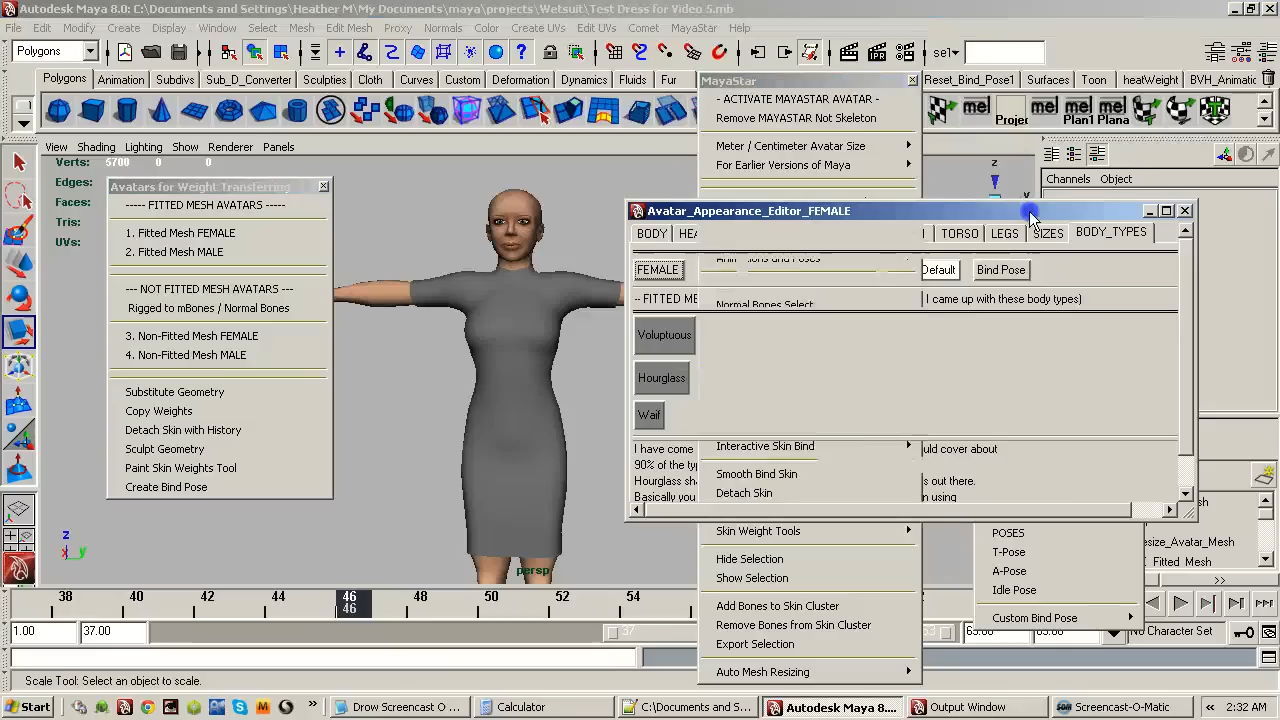 Autodesk Maya 8.0: C:\Documents and Settings\Heather M\My Documents\maya\projects\Wetsuit\Test Dress for Video 5.mb
File Edit Modify Create Display Window Select Mesh Edit Mesh Proxy Normals Color Create UVs Edit UVs Comet MayaStar Help
Polygons
sel
Polygons Animation Subdivs Sub_D_Converter Sculpties Cloth Curves Custom Deformation Dynamics Fluids Fur
Reset_Bind_Pose1 Surfaces Toon heatWeight BVH_Animatic
mel Project mel mel Plan1 mel Plana
View Shading Lighting Show Renderer Panels
Verts: 5700 0 0
Edges:
Faces:
Tris:
UVs:
Avatars for Weight Transferring
----- FITTED MESH AVATARS -----
1. Fitted Mesh FEMALE
2. Fitted Mesh MALE
--- NOT FITTED MESH AVATARS ---
Rigged to mBones / Normal Bones
3. Non-Fitted Mesh FEMALE
4. Non-Fitted Mesh MALE
Substitute Geometry
Copy Weights
Detach Skin with History
Sculpt Geometry
Paint Skin Weights Tool
Create Bind Pose
MayaStar
- ACTIVATE MAYASTAR AVATAR -
Remove MAYASTAR Not Skeleton
Meter / Centimeter Avatar Size
For Earlier Versions of Maya
Normal Bones Select
Interactive Skin Bind
Smooth Bind Skin
Detach Skin
Skin Weight Tools
Hide Selection
Show Selection
Add Bones to Skin Cluster
Remove Bones from Skin Cluster
Export Selection
Auto Mesh Resizing
Channels Object
Avatar_Appearance_Editor_FEMALE
BODY HEA TORSO LEGS SIZES BODY_TYPES
FEMALE Default Bind Pose
-- FITTED ME I came up with these body types)
Voluptuous
Hourglass
Waif
I have come uld cover about
90% of the ty
Hourglass sh s out there.
Basically you n using
POSES
T-Pose
A-Pose
Idle Pose
Custom Bind Pose
esize_Avatar_Mesh
Fitted Mesh
z
z
x y
persp
38 40 42 44 46 48 50 52 54
46
1.00 37.00 37 65.00 65.00 No Character Set
Scale Tool: Select an object to scale.
Start Drow Screencast O ... Calculator C:\Documents and S... Autodesk Maya 8.... Output Window Screencast-O-Matic 2:32 AM